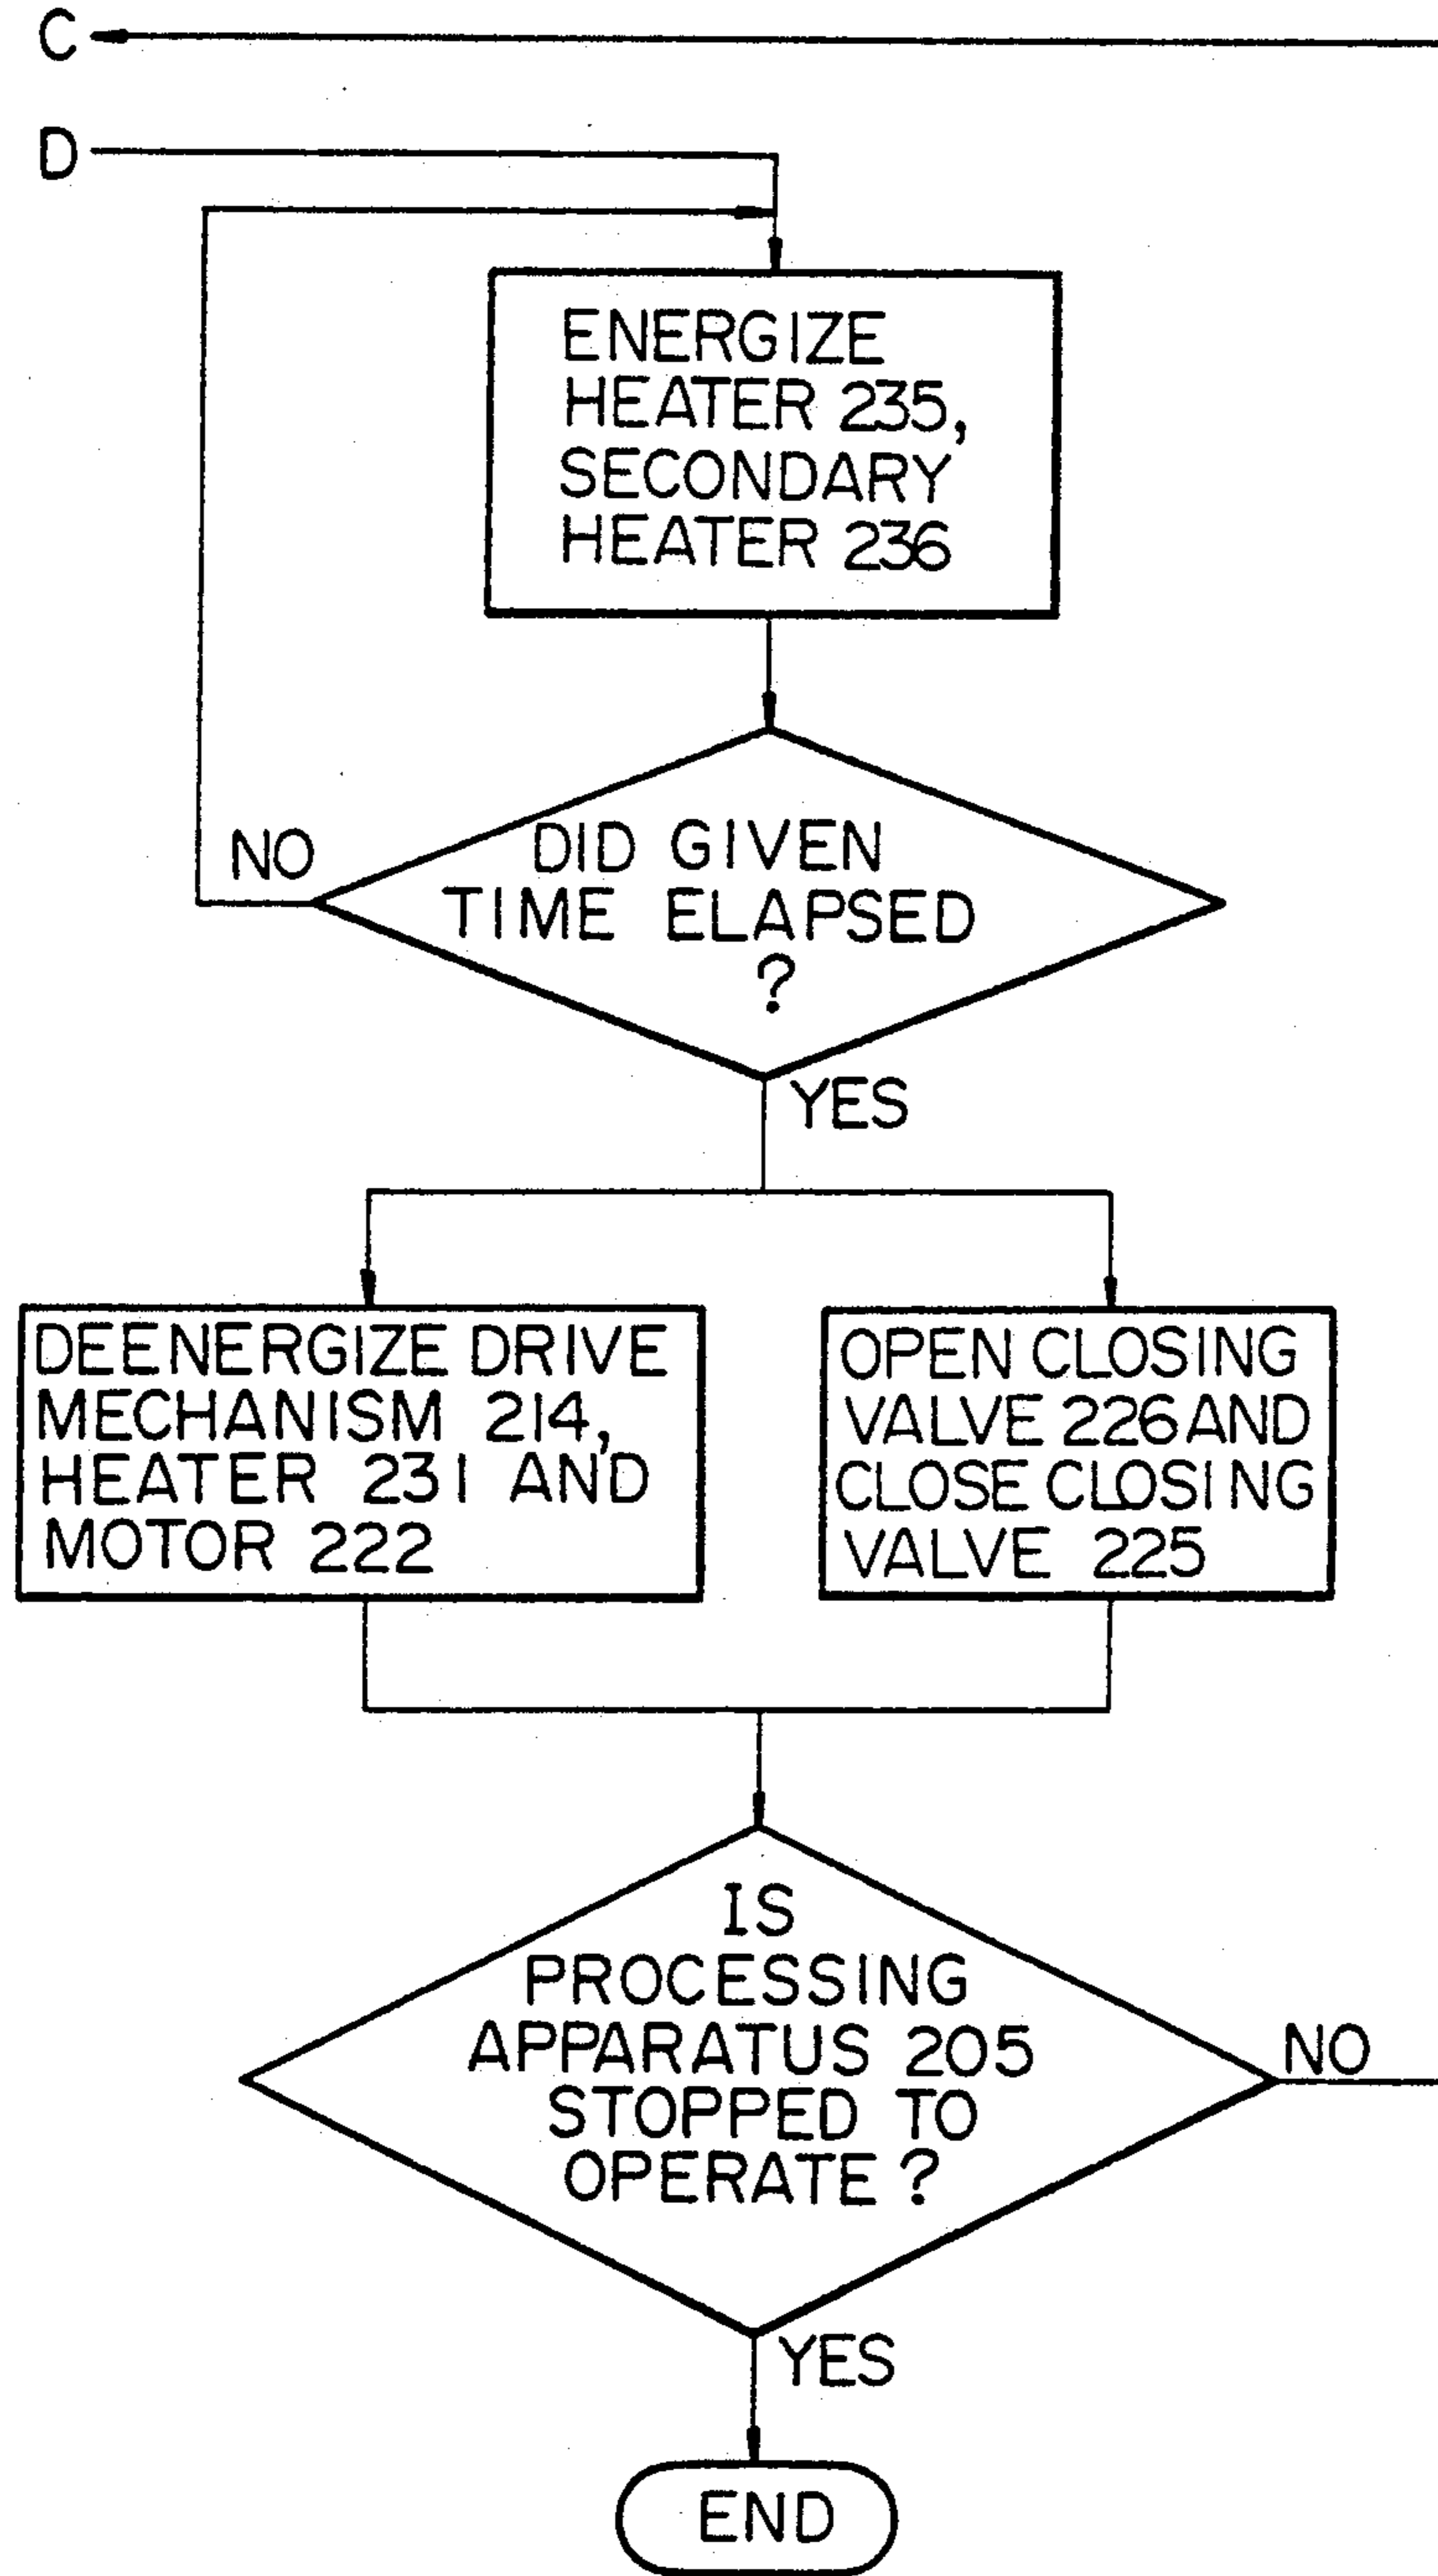 C
D
ENERGIZE
HEATER 235,
SECONDARY
HEATER 236
NO
DID GIVEN
TIME ELAPSED
?
YES
DEENERGIZE DRIVE
MECHANISM 214,
HEATER 231 AND
MOTOR 222
OPEN CLOSING
VALVE 226 AND
CLOSE CLOSING
VALVE 225
IS
PROCESSING
APPARATUS 205
STOPPED TO
OPERATE ?
NO
YES
END